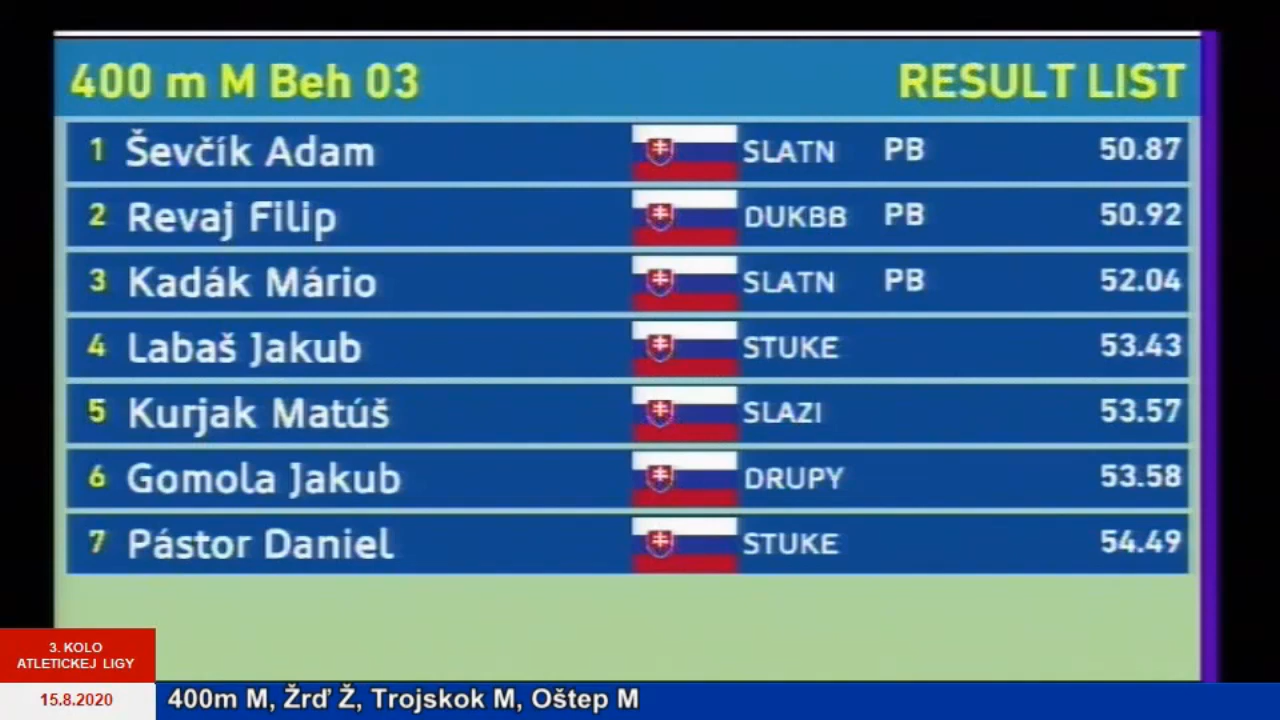 400 m M Beh 03 RESULT LIST
1 Ševčík Adam SLATN PB 50.87
2 Revaj Filip DUKBB PB 50.92
3 Kadák Mário SLATN PB 52.04
4 Labaš Jakub STUKE 53.43
5 Kurjak Matúš SLAZI 53.57
6 Gomola Jakub DRUPY 53.58
7 Pástor Daniel STUKE 54.49
3. KOLO
ATLETICKEJ LIGY
15.8.2020 400m M, Žrď Ž, Trojskok M, Oštep M